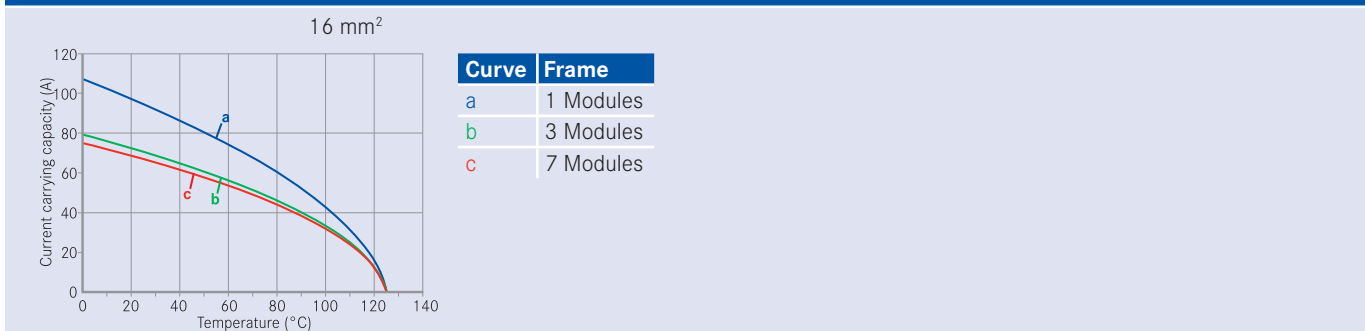 16 mm²
120
100
80
60
40
20
0
Current carrying capacity (A)
a
b
c
0 20 40 60 80 100 120 140
Temperature (°C)
Curve Frame
a 1 Modules
b 3 Modules
c 7 Modules